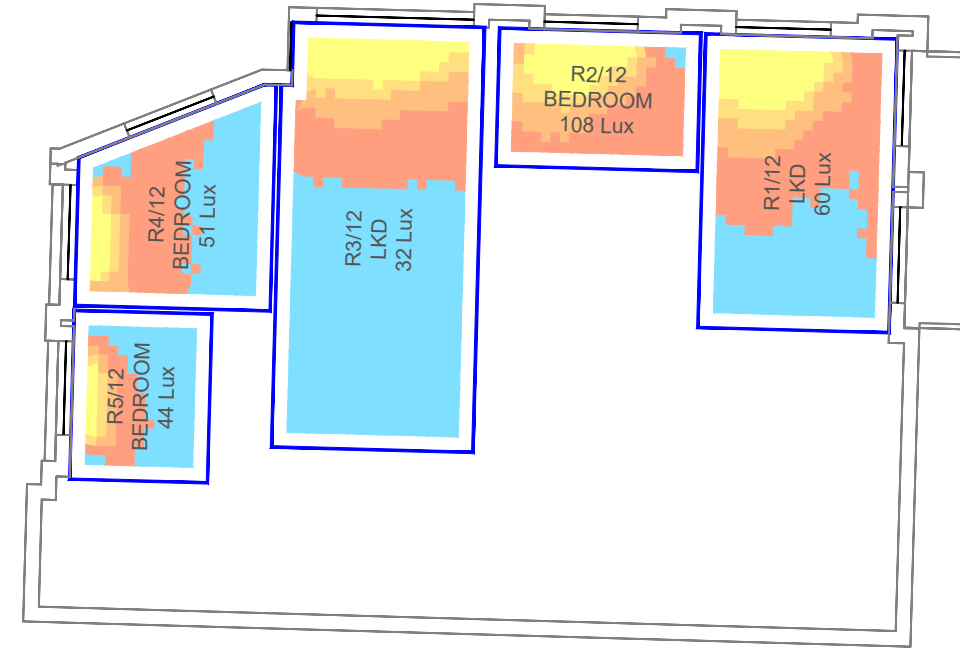 R4/12
BEDROOM
51 Lux
R3/12
LKD
32 Lux
R2/12
BEDROOM
108 Lux
R1/12
LKD
60 Lux
R5/12
BEDROOM
44 Lux